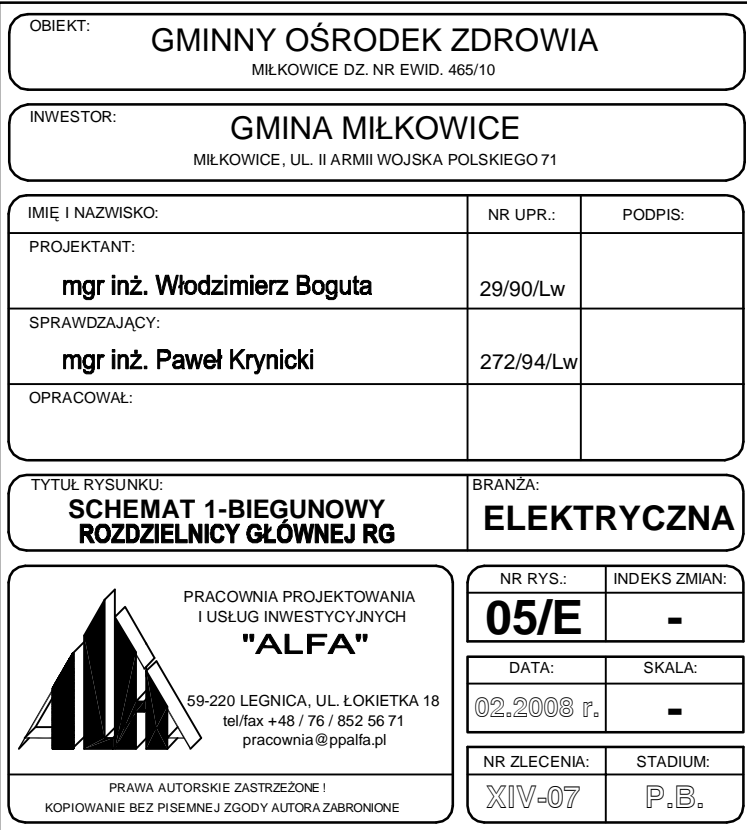 OBIEKT:
GMINNY OŚRODEK ZDROWIA
MIŁKOWICE DZ. NR EWID. 465/10
INWESTOR:
GMINA MIŁKOWICE
MIŁKOWICE, UL. II ARMII WOJSKA POLSKIEGO 71
IMIĘ I NAZWISKO: NR UPR.: PODPIS:
PROJEKTANT:
mgr inż. Włodzimierz Boguta 29/90/Lw
SPRAWDZAJĄCY:
mgr inż. Paweł Krynicki 272/94/Lw
OPRACOWAŁ:
TYTUŁ RYSUNKU:
SCHEMAT 1-BIEGUNOWY
ROZDZIELNICY GŁÓWNEJ RG
BRANŻA:
ELEKTRYCZNA
PRACOWNIA PROJEKTOWANIA
I USŁUG INWESTYCYJNYCH
"ALFA"
59-220 LEGNICA, UL. ŁOKIETKA 18
tel/fax +48 / 76 / 852 56 71
pracownia@ppalfa.pl
PRAWA AUTORSKIE ZASTRZEŻONE !
KOPIOWANIE BEZ PISEMNEJ ZGODY AUTORA ZABRONIONE
NR RYS.: INDEKS ZMIAN:
05/E -
DATA: SKALA:
02.2008 r. -
NR ZLECENIA: STADIUM:
XIV-07 P.B.